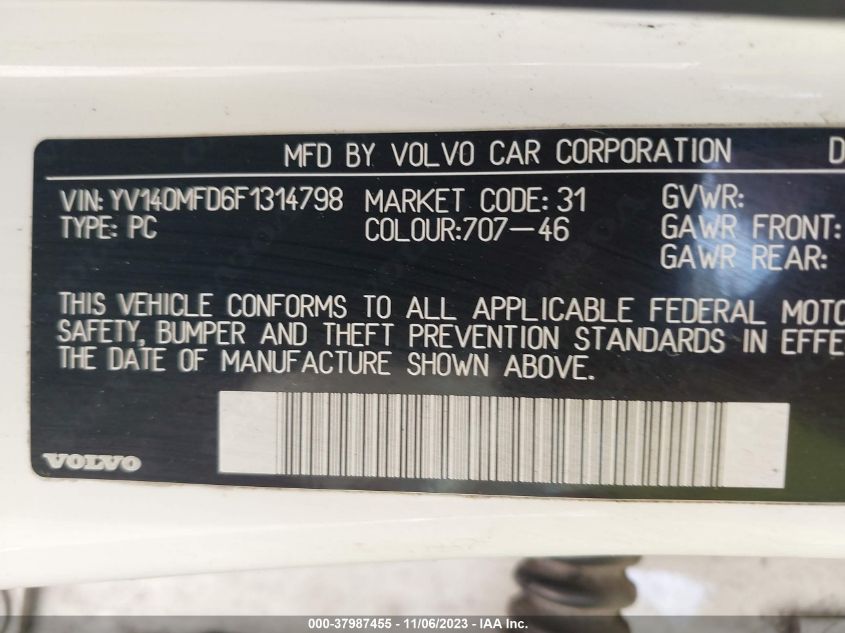 MFD BY VOLVO CAR CORPORATION D
VIN: YV140MFD6F1314798 MARKET CODE: 31 GVWR:
TYPE: PC COLOUR:707-46 GAWR FRONT:
GAWR REAR:
THIS VEHICLE CONFORMS TO ALL APPLICABLE FEDERAL MOTO
SAFETY, BUMPER AND THEFT PREVENTION STANDARDS IN EFFE
THE DATE OF MANUFACTURE SHOWN ABOVE.
VOLVO
000-37987455 - 11/06/2023 - IAA Inc.